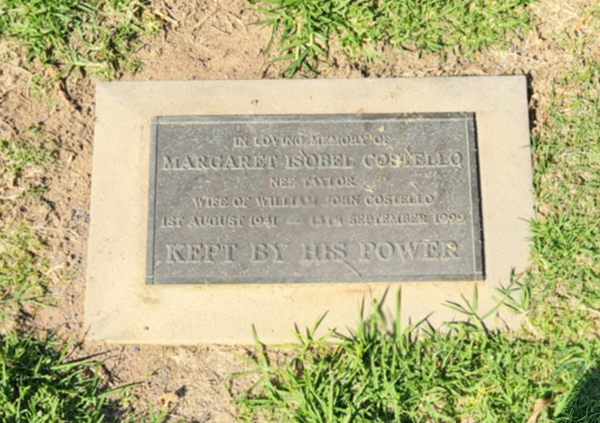 IN LOVING MEMORY OF
MARGARET ISOBEL COSTELLO
NEE TAYLOR
WIFE OF WILLIAM JOHN COSTELLO
1ST AUGUST 1941 — SEPTEMBER 1999
KEPT BY HIS POWER